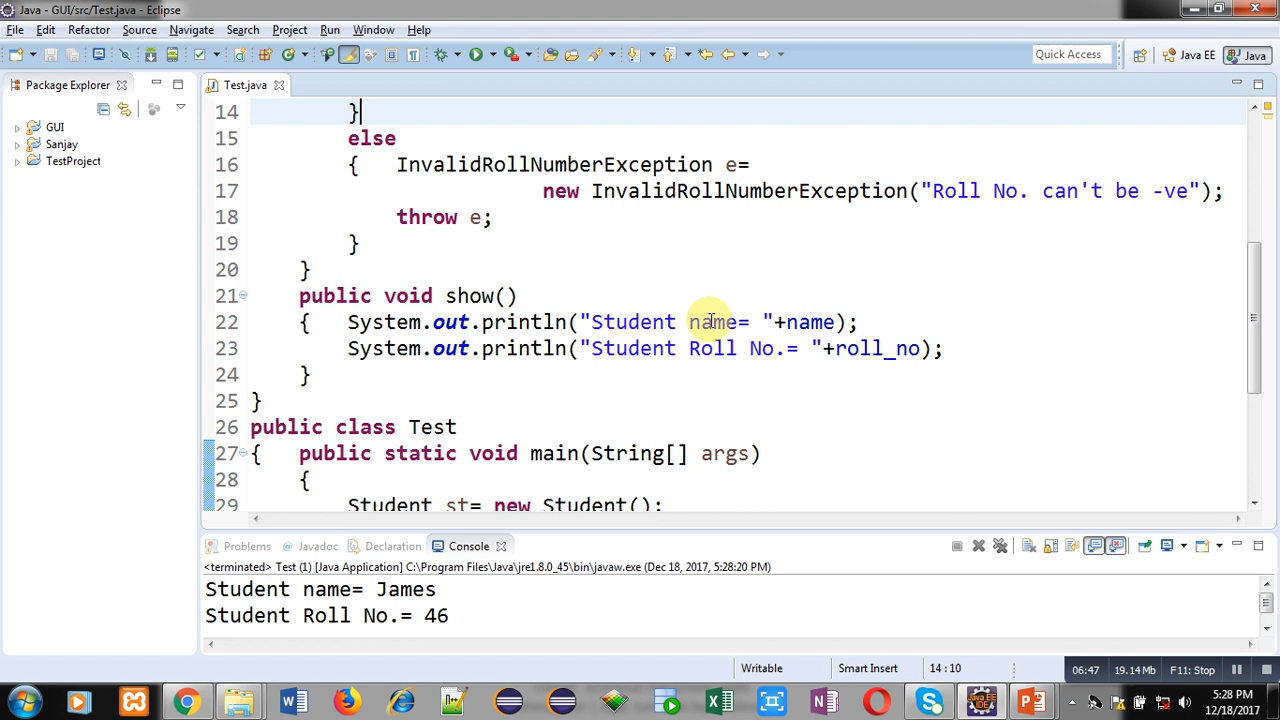 Java - GUI/src/Test.java - Eclipse
File Edit Refactor Source Navigate Search Project Run Window Help
Quick Access
Java EE
Java
Package Explorer
GUI
Sanjay
TestProject
Test.java
14 }
15 else
16 { InvalidRollNumberException e=
17 new InvalidRollNumberException("Roll No. can't be -ve");
18 throw e;
19 }
20 }
21 public void show()
22 { System.out.println("Student name= "+name);
23 System.out.println("Student Roll No.= "+roll_no);
24 }
25 }
26 public class Test
27 { public static void main(String[] args)
28 {
29 Student st= new Student();
Problems Javadoc Declaration Console
<terminated> Test (1) [Java Application] C:\Program Files\Java\jre1.8.0_45\bin\javaw.exe (Dec 18, 2017, 5:28:20 PM)
Student name= James
Student Roll No.= 46
Writable Smart Insert 14:10
06:47 19.14 Mb F11: Stop
5:28 PM
12/18/2017